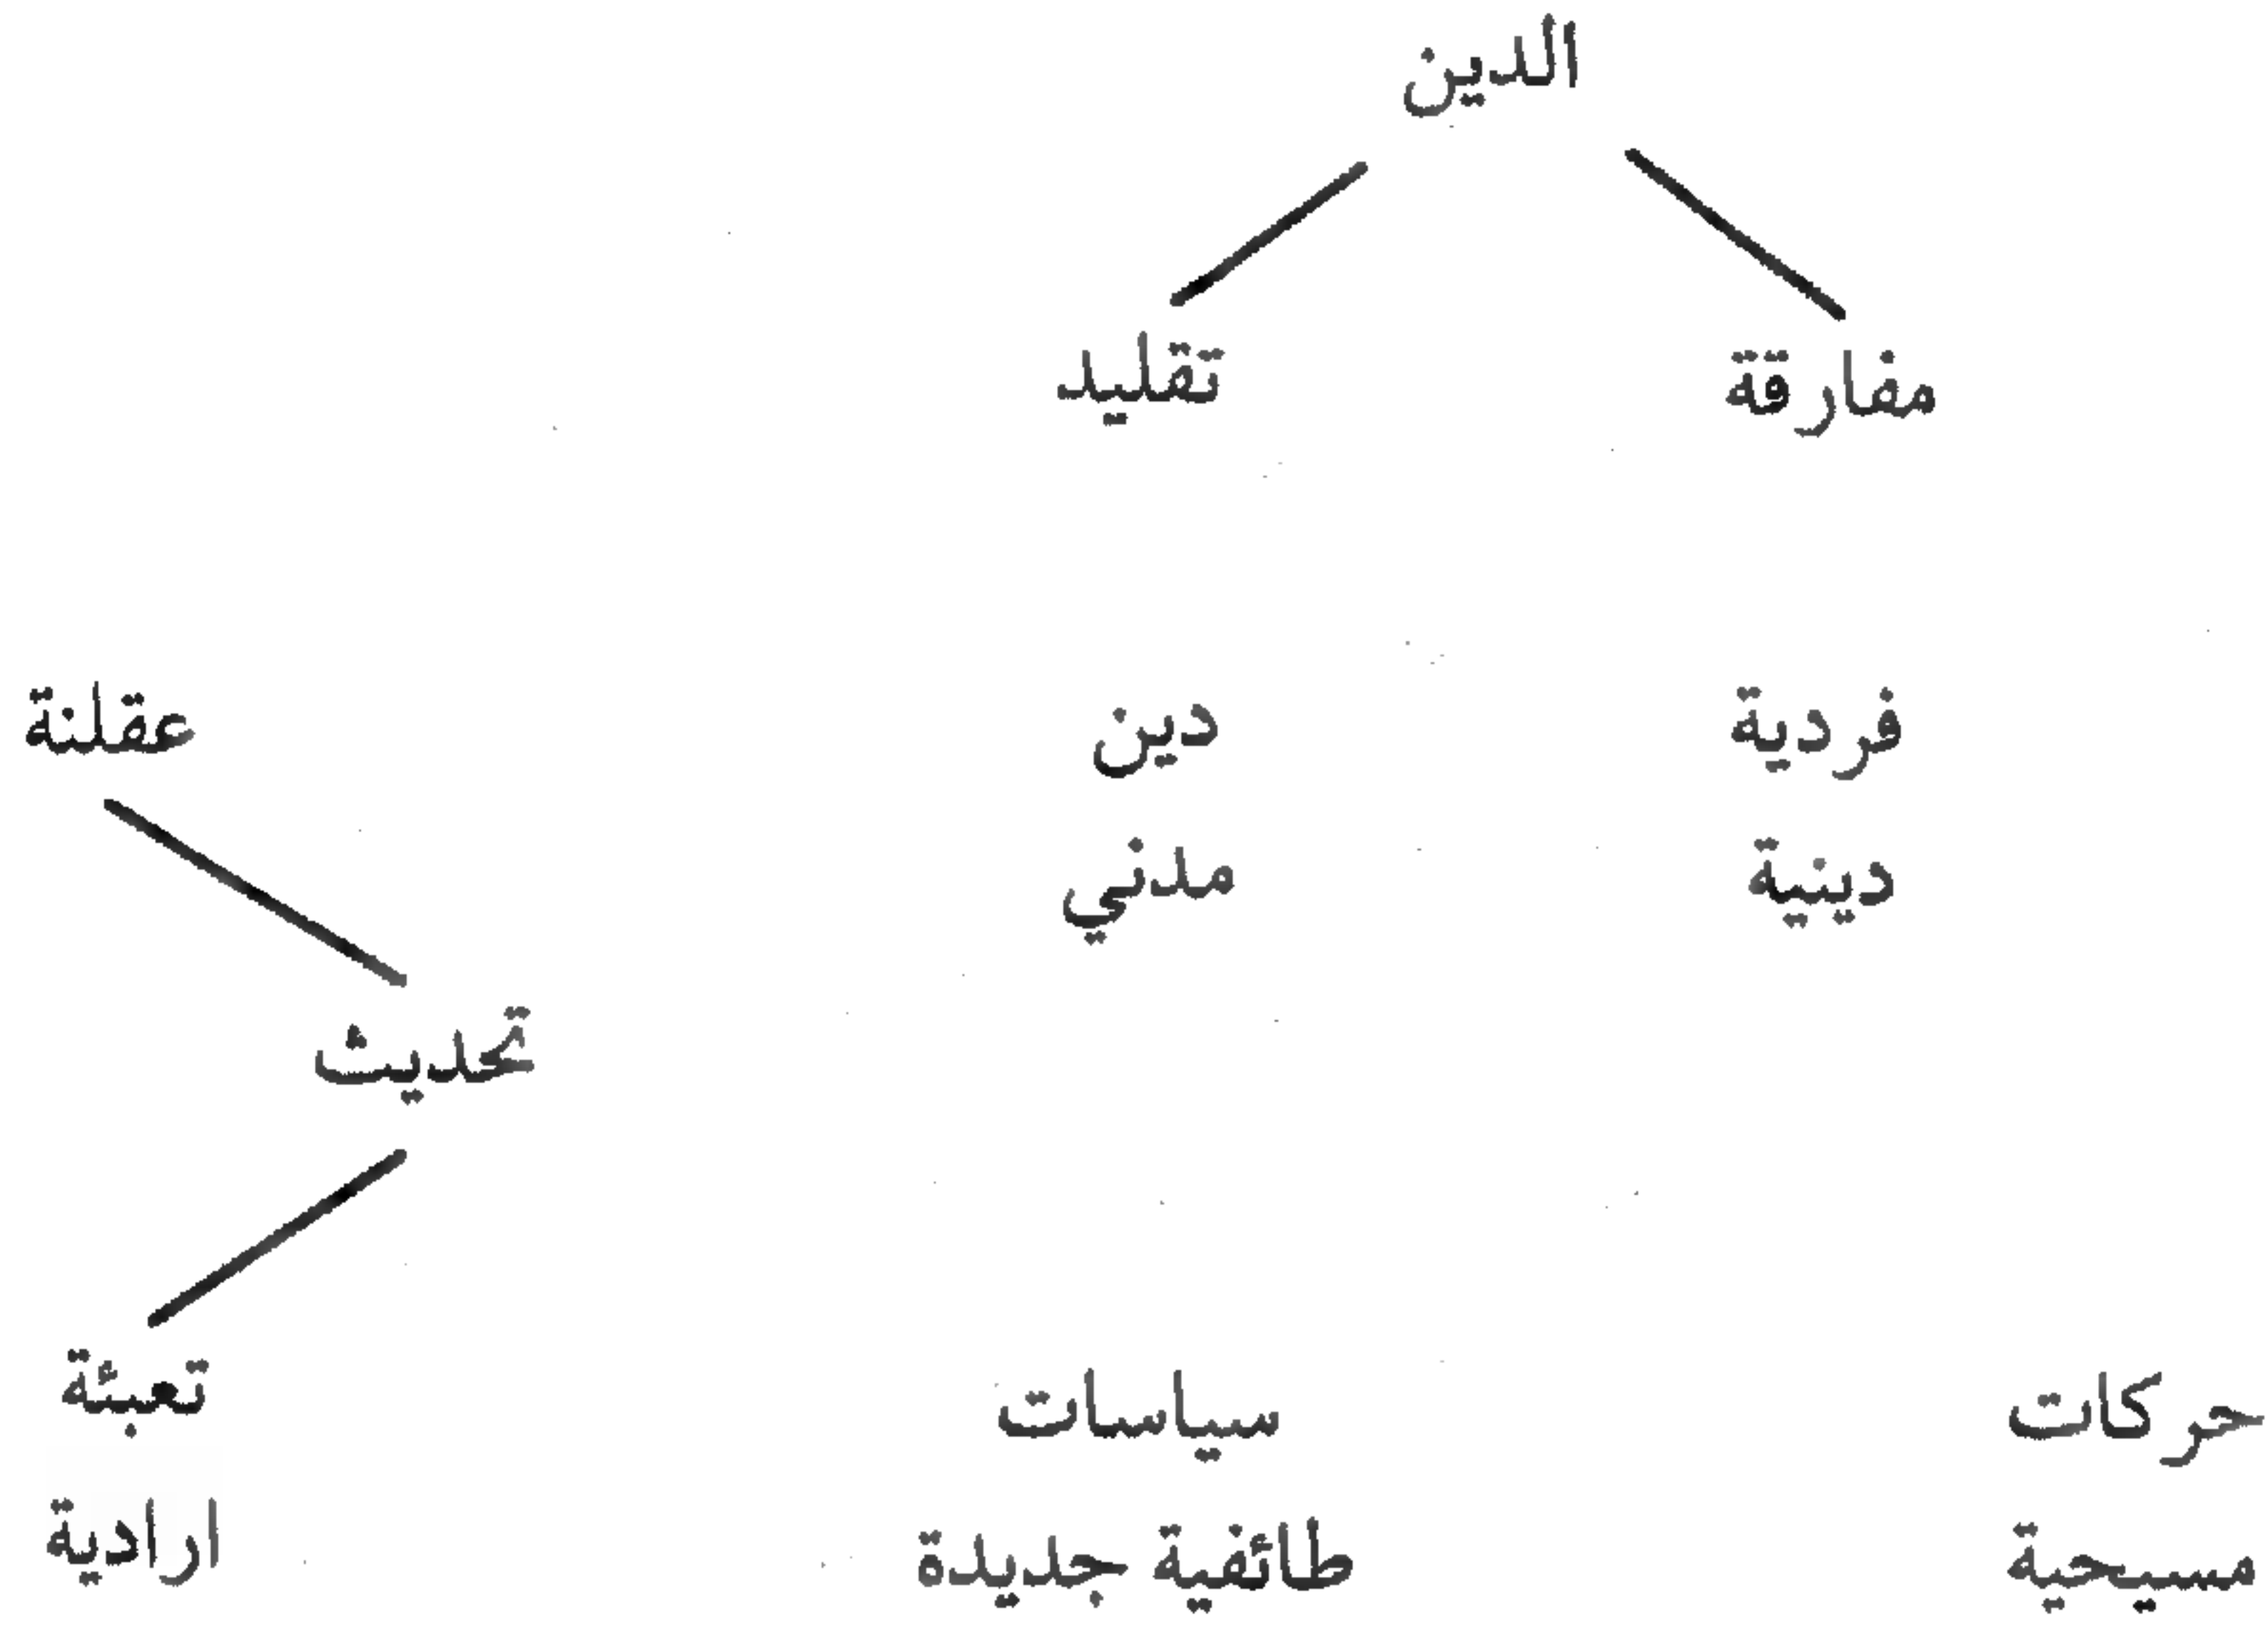 الدين
مفارقة
تقليد
فردية
دين
عقلنة
دينية
مدني
تحديث
حركات
سياسات
تعبئة
مسيحية
طائفية جديدة
ارادية